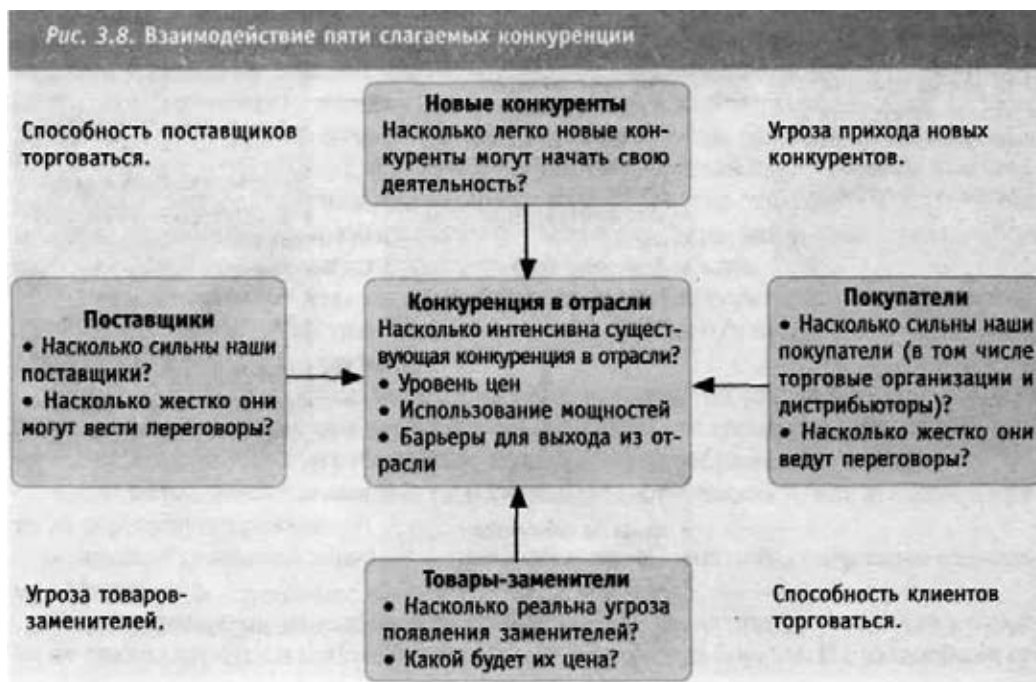 Рис. 3.8. Взаимодействие пяти слагаемых конкуренции
Способность поставщиков
торговаться.
Новые конкуренты
Насколько легко новые кон-
куренты могут начать свою
деятельность?
Угроза прихода новых
конкурентов.
Поставщики
● Насколько сильны наши
поставщики?
● Насколько жестко они
могут вести переговоры?
Конкуренция в отрасли
Насколько интенсивна сущест-
вующая конкуренция в отрасли?
● Уровень цен
● Использование мощностей
● Барьеры для выхода из от-
расли
Покупатели
● Насколько сильны наши
покупатели (в том числе
торговые организации и
дистрибьюторы)?
● Насколько жестко они
ведут переговоры?
Угроза товаров-
заменителей.
Товары-заменители
● Насколько реальна угроза
появления заменителей?
● Какой будет их цена?
Способность клиентов
торговаться.